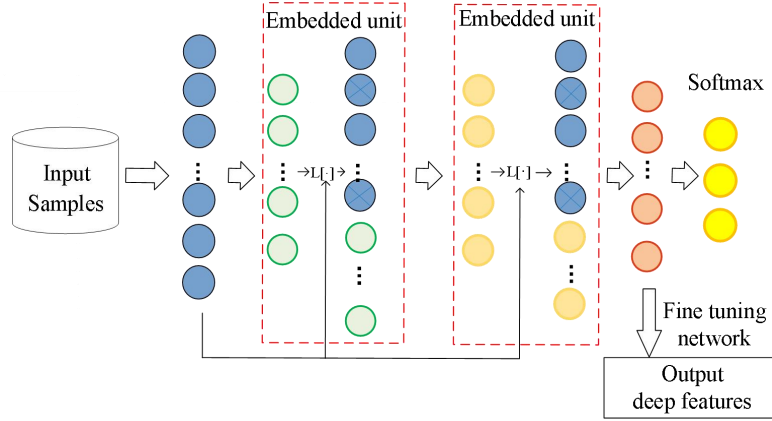 Embedded unit
Embedded unit
Softmax
Input
Samples
→L[·]→
→L[·]→
Fine tuning
network
Output
deep features